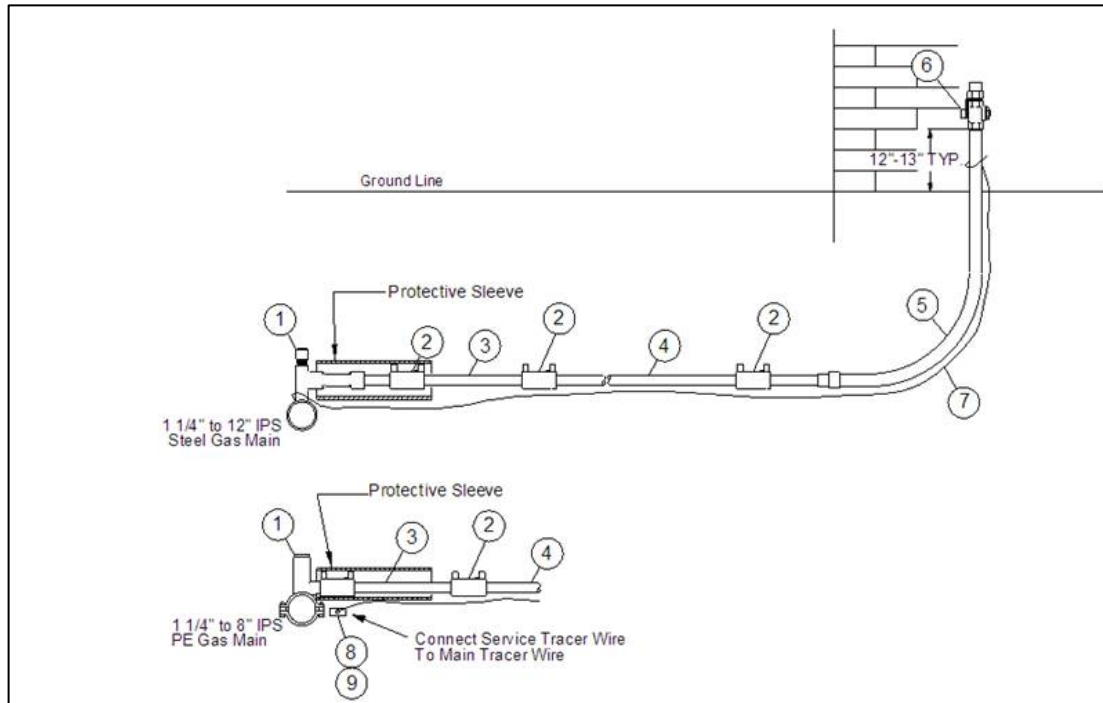 6
12"-13" TYP.
Ground Line
Protective Sleeve
1
2
3
2
4
2
5
7
1 1/4" to 12" IPS
Steel Gas Main
Protective Sleeve
1
3
2
4
1 1/4" to 8" IPS
PE Gas Main
Connect Service Tracer Wire
To Main Tracer Wire
8
9